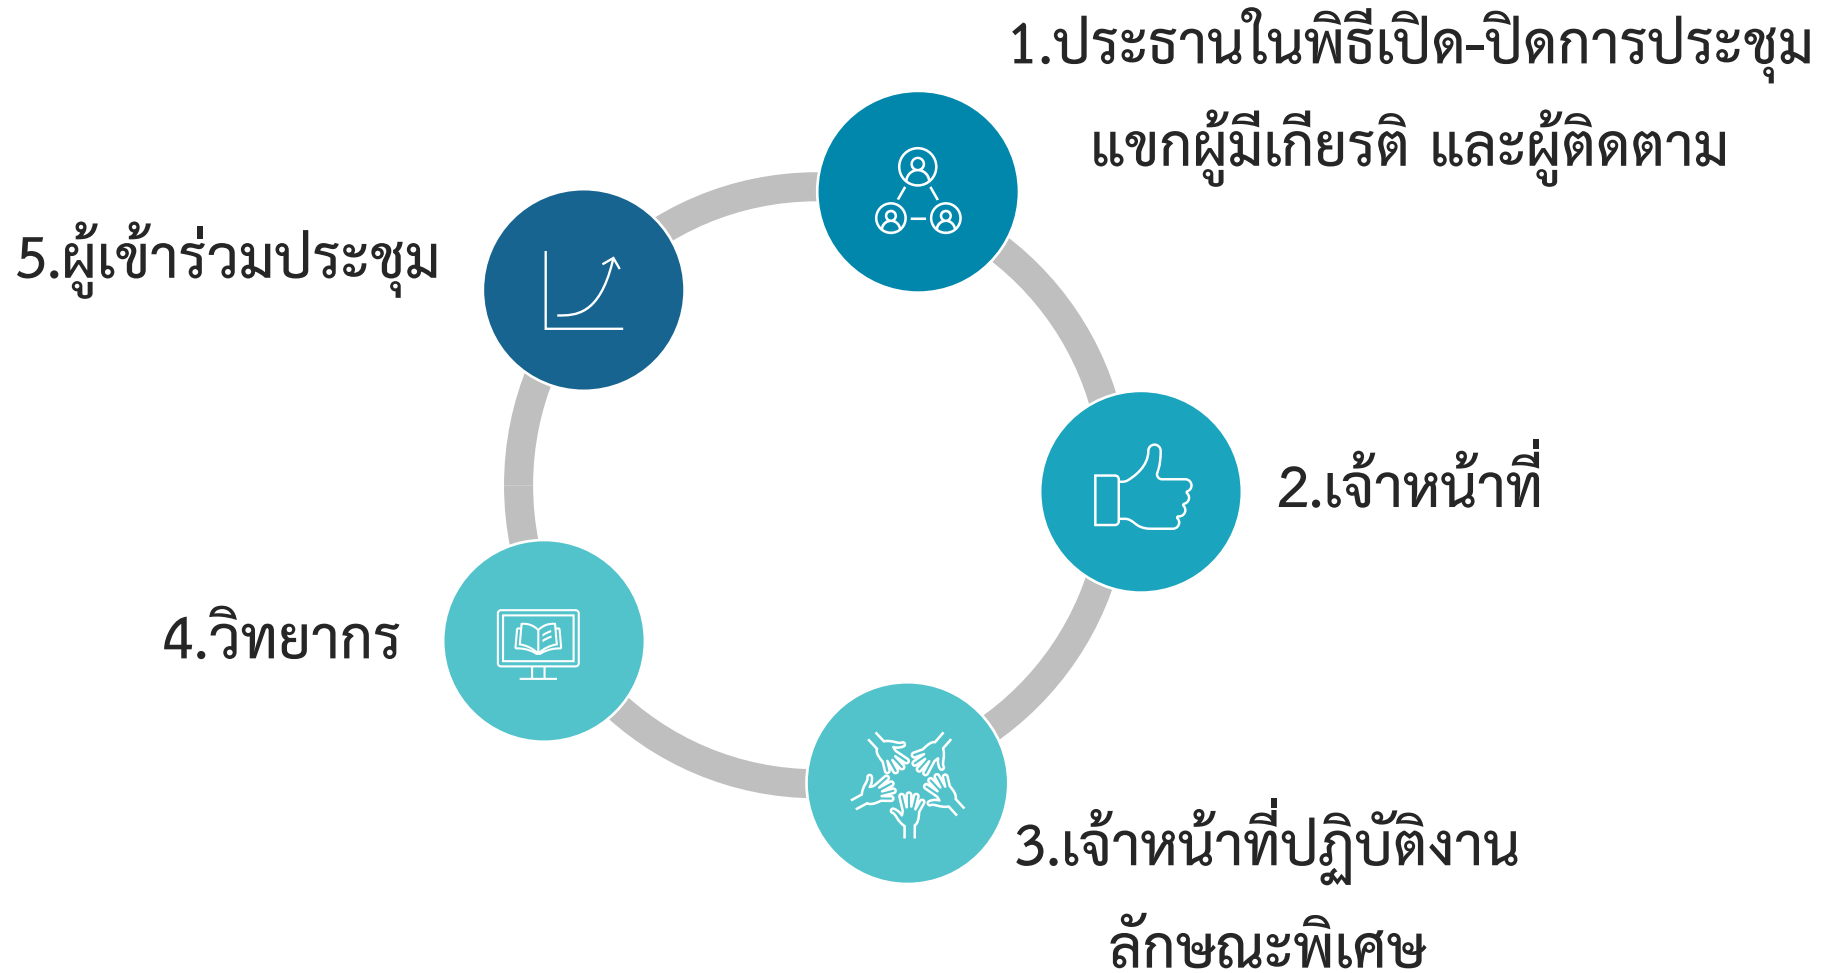 1.ประธานในพิธีเปิด-ปิดการประชุม
แขกผู้มีเกียรติ และผู้ติดตาม
2.เจ้าหน้าที่
3.เจ้าหน้าที่ปฏิบัติงาน
ลักษณะพิเศษ
4.วิทยากร
5.ผู้เข้าร่วมประชุม